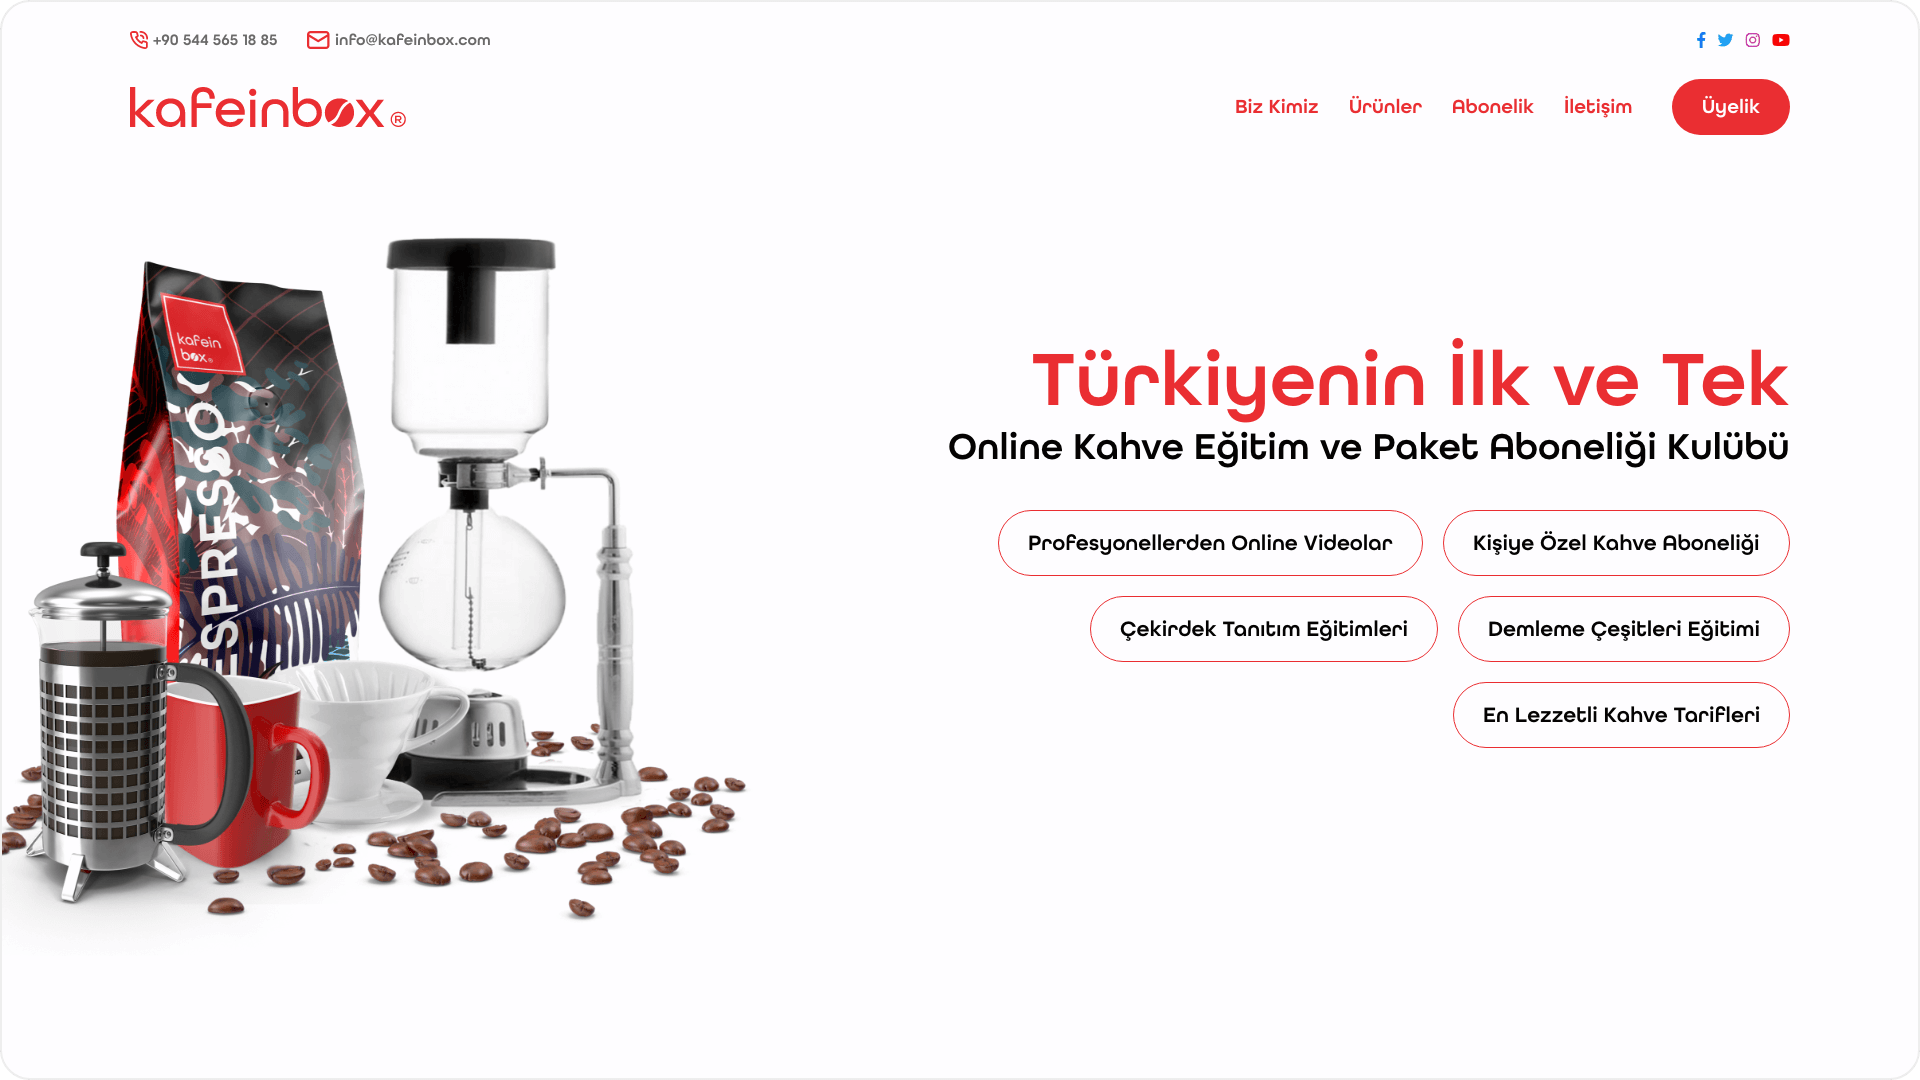 +90 544 565 18 85
info@kafeinbox.com
kafeinbox®
Biz Kimiz
Ürünler
Abonelik
İletişim
Üyelik
kafein
box®
ESPRESSO
Türkiyenin İlk ve Tek
Online Kahve Eğitim ve Paket Aboneliği Kulübü
Profesyonellerden Online Videolar
Kişiye Özel Kahve Aboneliği
Çekirdek Tanıtım Eğitimleri
Demleme Çeşitleri Eğitimi
En Lezzetli Kahve Tarifleri